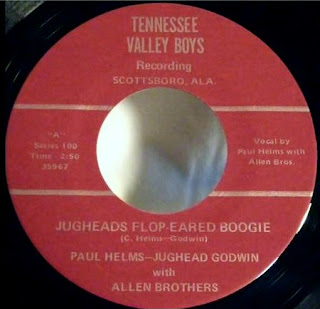 TENNESSEE
VALLEY BOYS
Recording
SCOTTSBORO, ALA.
"A"
Series 100
Time - 2:50
35967
Vocal by
Paul Helms with
Allen Bros.
JUGHEADS FLOP-EARED BOOGIE
(C. Helms-Godwin)
PAUL HELMS-JUGHEAD GODWIN
with
ALLEN BROTHERS